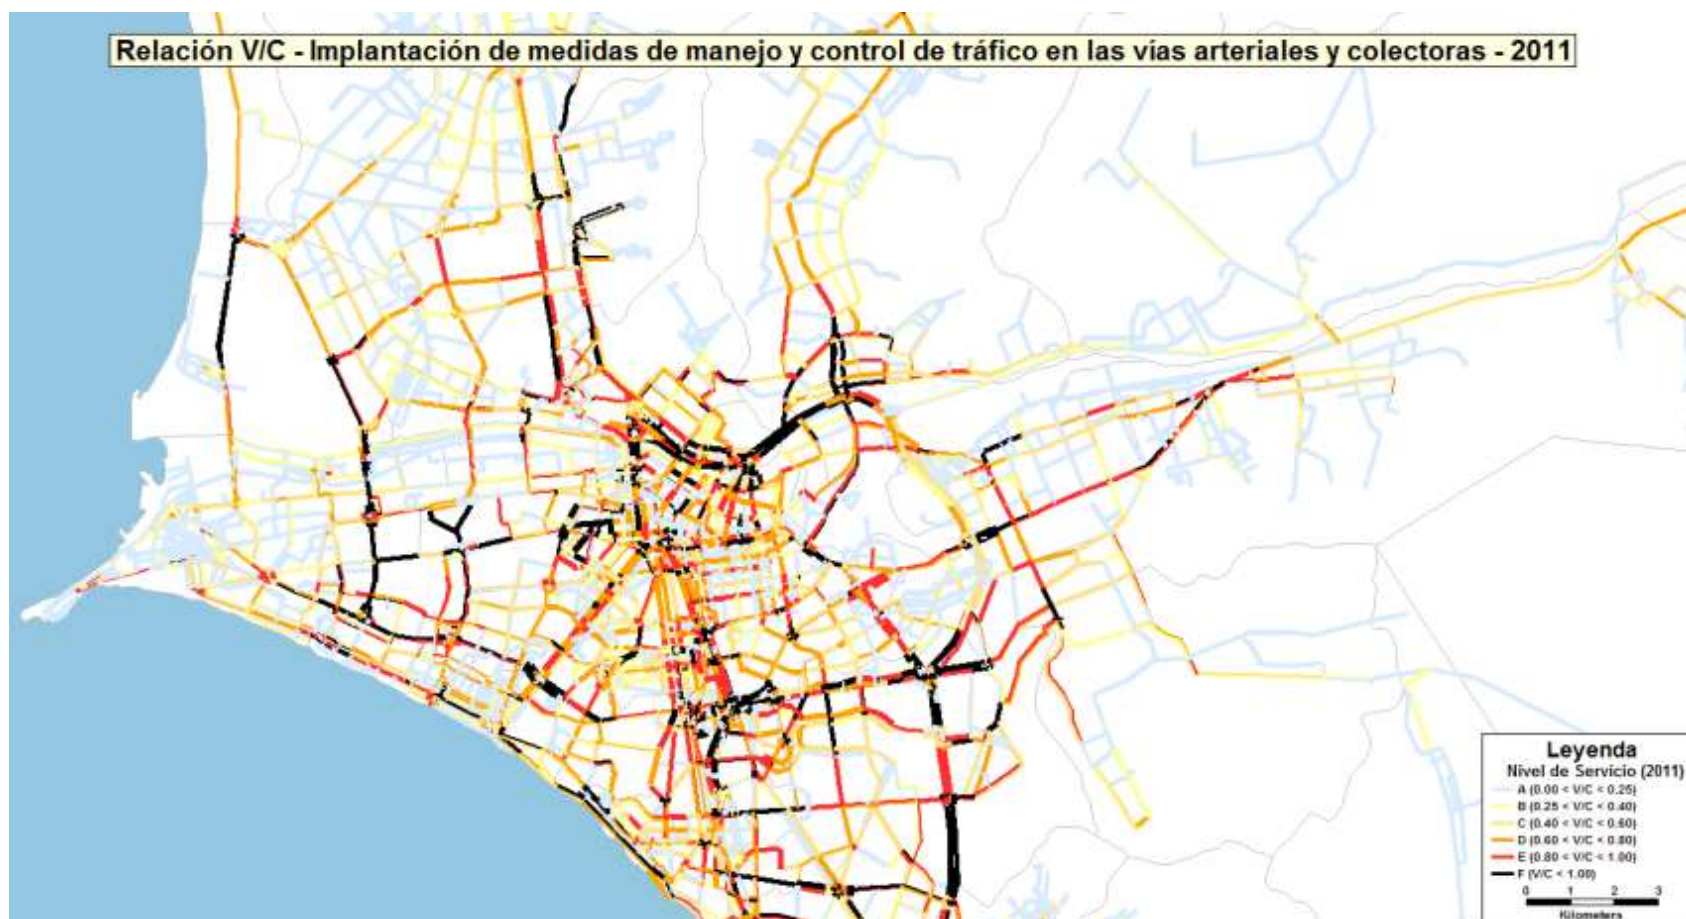 Relación V/C - Implantación de medidas de manejo y control de tráfico en las vías arteriales y colectoras - 2011
Leyenda
Nivel de Servicio (2011)
A (0.00 < V/C < 0.25)
B (0.25 < V/C < 0.40)
C (0.40 < V/C < 0.60)
D (0.60 < V/C < 0.80)
E (0.80 < V/C < 1.00)
F (V/C < 1.00)
0 1 2 3
Kilometers